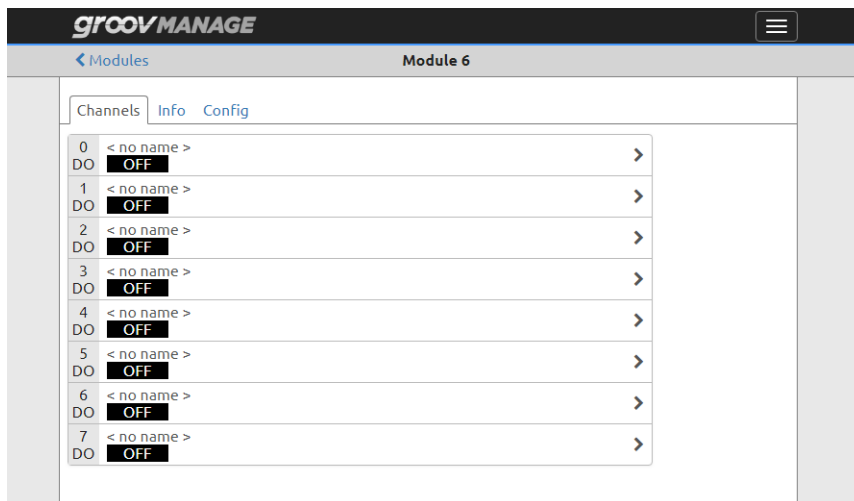 groov MANAGE
Modules
Module 6
Channels Info Config
0 < no name >
DO OFF
1 < no name >
DO OFF
2 < no name >
DO OFF
3 < no name >
DO OFF
4 < no name >
DO OFF
5 < no name >
DO OFF
6 < no name >
DO OFF
7 < no name >
DO OFF